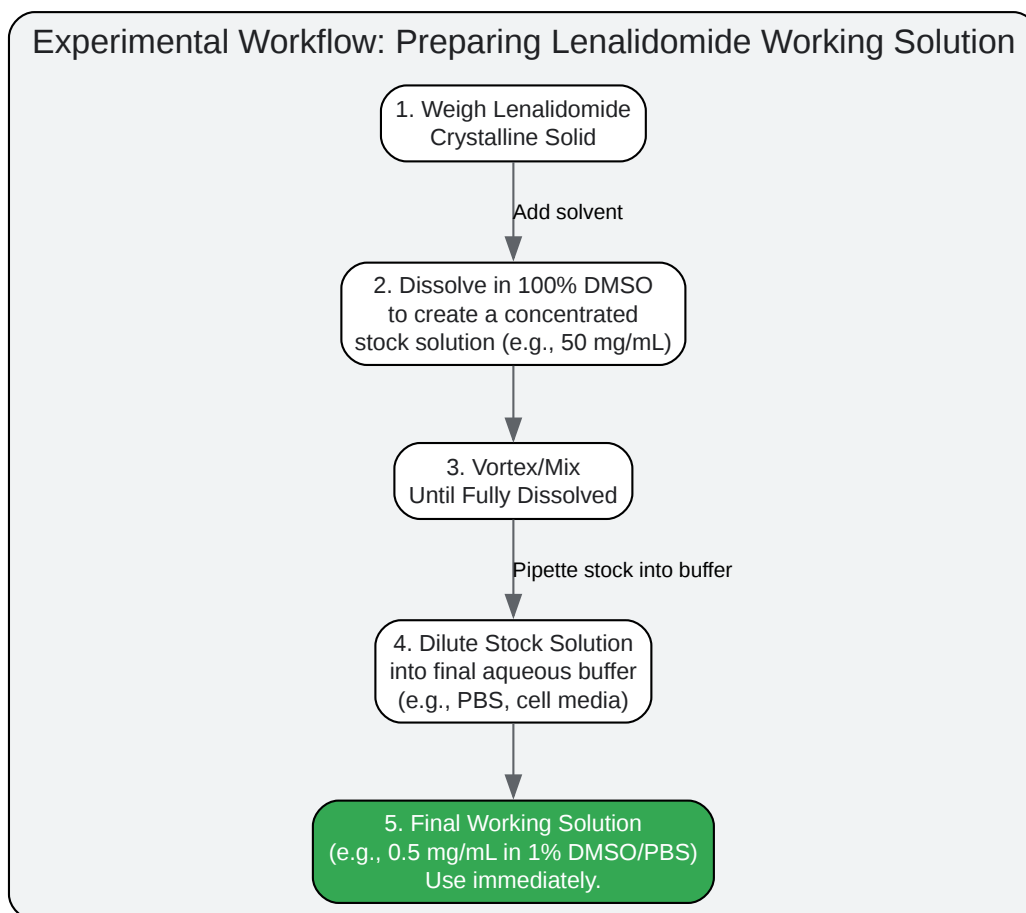 Experimental Workflow: Preparing Lenalidomide Working Solution
1. Weigh Lenalidomide
Crystalline Solid
Add solvent
2. Dissolve in 100% DMSO
to create a concentrated
stock solution (e.g., 50 mg/mL)
3. Vortex/Mix
Until Fully Dissolved
Pipette stock into buffer
4. Dilute Stock Solution
into final aqueous buffer
(e.g., PBS, cell media)
5. Final Working Solution
(e.g., 0.5 mg/mL in 1% DMSO/PBS)
Use immediately.